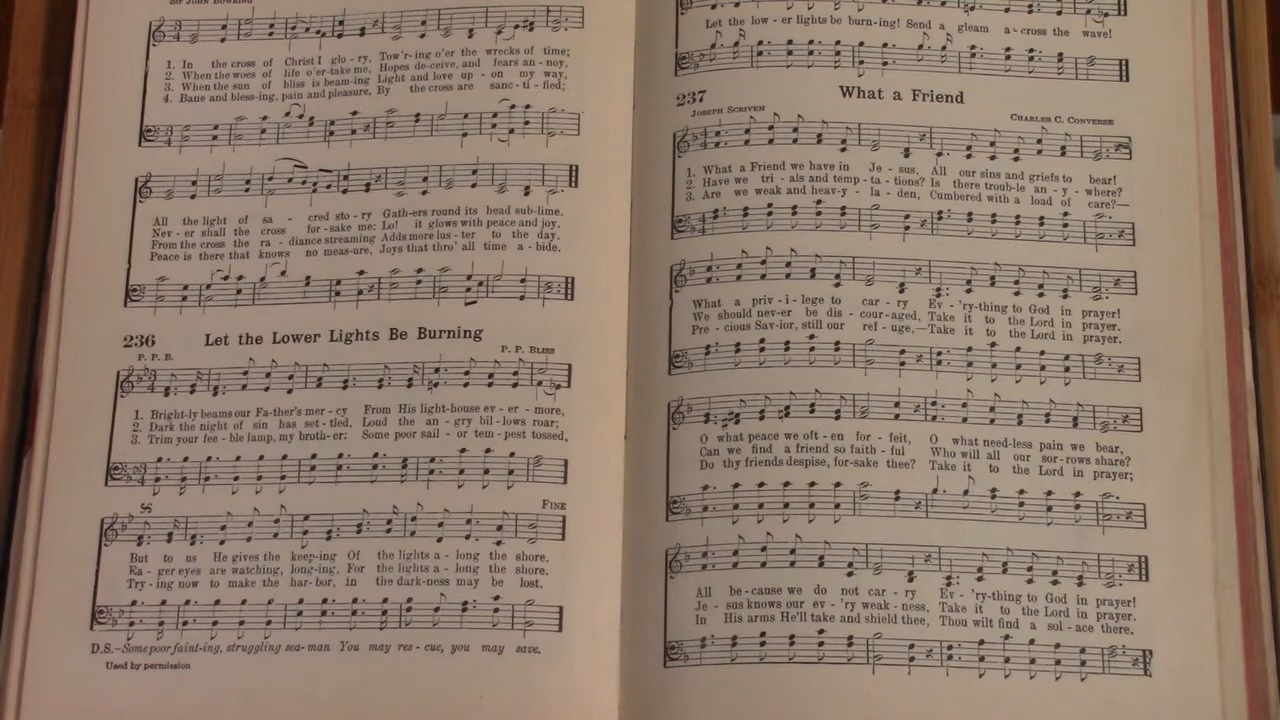 Sir John Bowring
1. In the cross of Christ I glo - ry, Tow'r-ing o'er the wrecks of time;
2. When the woes of life o'er-take me, Hopes de-ceive, and fears an - noy,
3. When the sun of bliss is beam-ing Light and love up - on my way,
4. Bane and bless-ing, pain and pleasure, By the cross are sanc - ti - fied;
All the light of sa - cred sto - ry Gath-ers round its head sub-lime.
Nev - er shall the cross for-sake me: Lo! it glows with peace and joy.
From the cross the ra - diance streaming Adds more lus - ter to the day.
Peace is there that knows no meas-ure, Joys that thro' all time a - bide.
236 Let the Lower Lights Be Burning
P. P. B. P. P. Bliss
1. Bright-ly beams our Fa-ther's mer - cy From His light-house ev - er - more,
2. Dark the night of sin has set - tled, Loud the an - gry bil - lows roar;
3. Trim your fee - ble lamp, my broth - er: Some poor sail - or tem - pest tossed,
Fine
But to us He gives the keep-ing Of the lights a - long the shore.
Ea - ger eyes are watching, long-ing, For the lights a - long the shore.
Try - ing now to make the har-bor, in the dark-ness may be lost.
D.S.—Some poor faint-ing, struggling sea-man You may res - cue, you may save.
Used by permission
Let the low - er lights be burn-ing! Send a gleam a - cross the wave!
237 What a Friend
Joseph Scriven Charles C. Converse
1. What a Friend we have in Je - sus, All our sins and griefs to bear!
2. Have we tri - als and temp - ta - tions? Is there troub-le an - y - where?
3. Are we weak and heav-y - la - den, Cumbered with a load of care?—
What a priv - i - lege to car - ry Ev - 'ry-thing to God in prayer!
We should nev-er be dis - cour-aged, Take it to the Lord in prayer.
Pre - cious Sav-ior, still our ref - uge,—Take it to the Lord in prayer.
O what peace we oft - en for - feit, O what need-less pain we bear,
Can we find a friend so faith - ful Who will all our sor-rows share?
Do thy friends despise, for-sake thee? Take it to the Lord in prayer;
All be-cause we do not car - ry Ev - 'ry-thing to God in prayer!
Je - sus knows our ev - 'ry weak - ness, Take it to the Lord in prayer.
In His arms He'll take and shield thee, Thou wilt find a sol - ace there.